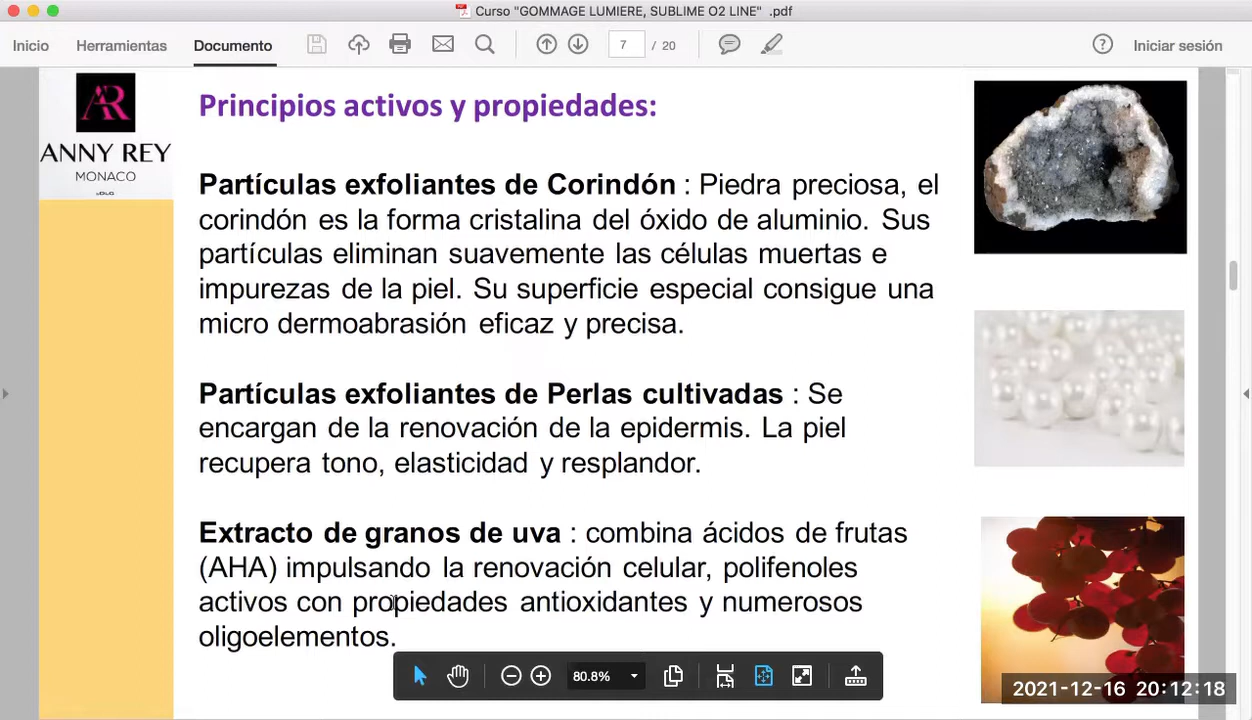 Curso "GOMMAGE LUMIERE, SUBLIME O2 LINE" .pdf
Inicio Herramientas Documento 7 / 20 Iniciar sesión
AR
ANNY REY
MONACO
Principios activos y propiedades:
Partículas exfoliantes de Corindón : Piedra preciosa, el
corindón es la forma cristalina del óxido de aluminio. Sus
partículas eliminan suavemente las células muertas e
impurezas de la piel. Su superficie especial consigue una
micro dermoabrasión eficaz y precisa.
Partículas exfoliantes de Perlas cultivadas : Se
encargan de la renovación de la epidermis. La piel
recupera tono, elasticidad y resplandor.
Extracto de granos de uva : combina ácidos de frutas
(AHA) impulsando la renovación celular, polifenoles
activos con propiedades antioxidantes y numerosos
oligoelementos.
80.8%
2021-12-16 20:12:18